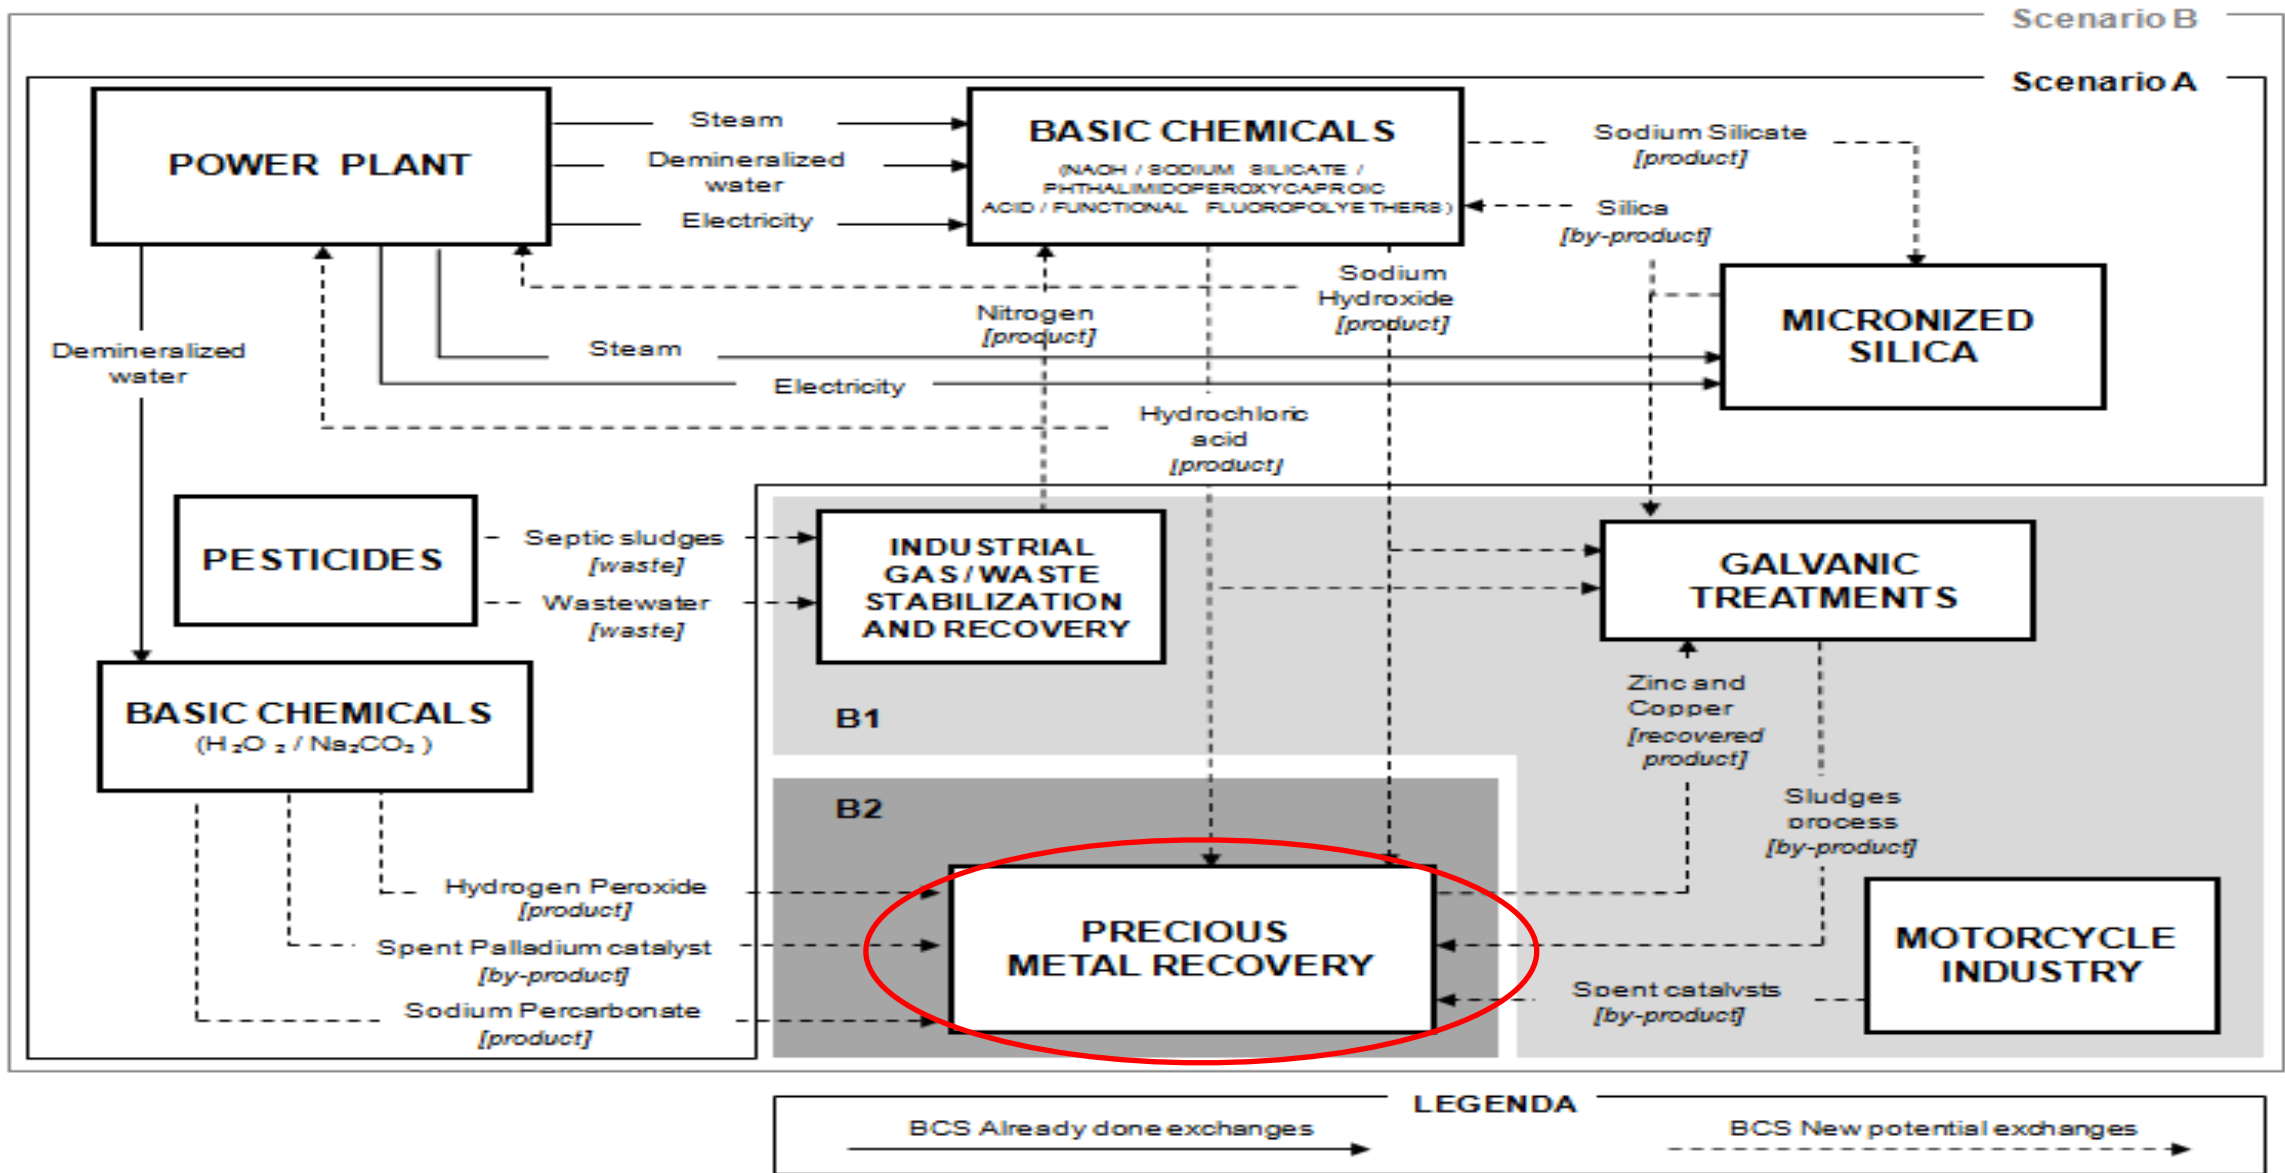 Scenario B
Scenario A
POWER PLANT
Steam
Demineralized
water
Electricity
BASIC CHEMICALS
(NAOH / SODIUM SILICATE /
PHTHALIMIDOPEROXYCAPROIC
ACID / FUNCTIONAL FLUOROPOLYETHERS)
Sodium Silicate
[product]
Silica
[by-product]
Sodium
Hydroxide
[product]
Nitrogen
[product]
MICRONIZED
SILICA
Demineralized
water
Steam
Electricity
Hydrochloric
acid
[product]
PESTICIDES
Septic sludges
[waste]
Wastewater
[waste]
INDUSTRIAL
GAS/WASTE
STABILIZATION
AND RECOVERY
GALVANIC
TREATMENTS
BASIC CHEMICALS
(H₂O₂ / Na₂CO₃)
B1
Zinc and
Copper
[recovered
product]
B2
Sludges
process
[by-product]
Hydrogen Peroxide
[product]
Spent Palladium catalyst
[by-product]
Sodium Percarbonate
[product]
PRECIOUS
METAL RECOVERY
MOTORCYCLE
INDUSTRY
Spent catalysts
[by-product]
LEGENDA
BCS Already done exchanges
BCS New potential exchanges